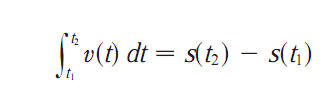 ∫_{t₁}^{t₂} v(t) dt = s(t₂) − s(t₁)